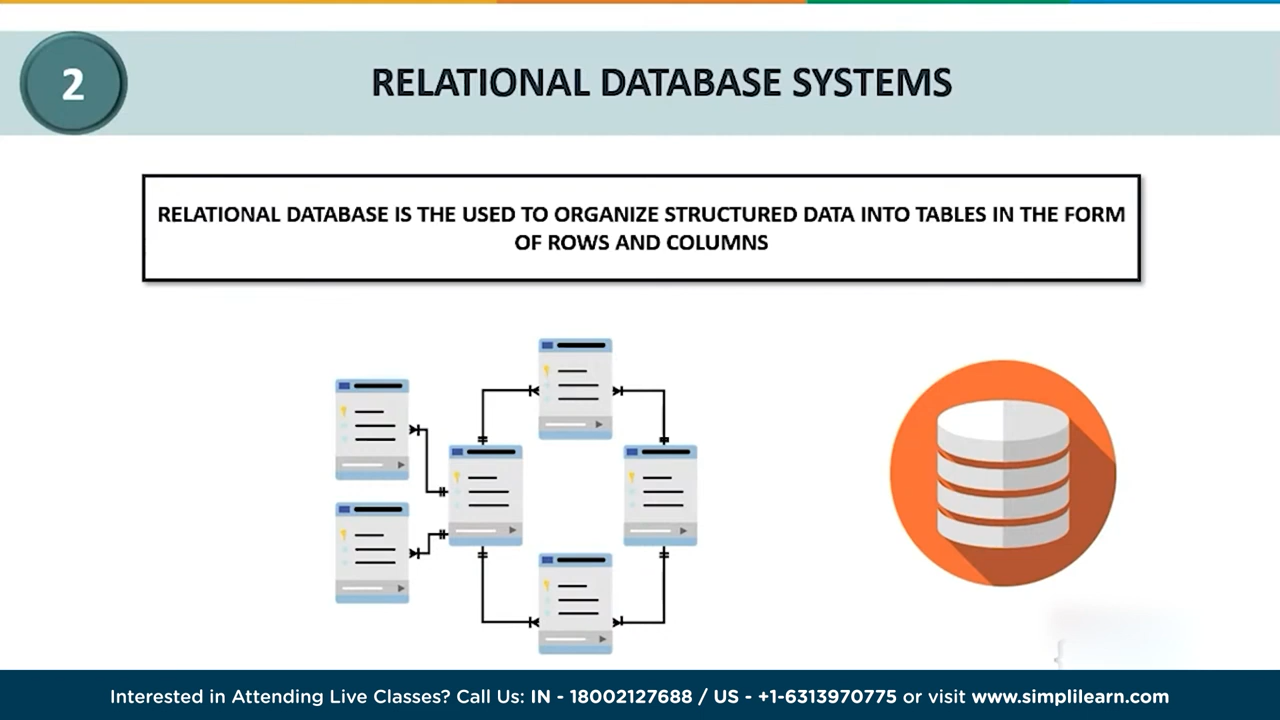 2
RELATIONAL DATABASE SYSTEMS
RELATIONAL DATABASE IS THE USED TO ORGANIZE STRUCTURED DATA INTO TABLES IN THE FORM
OF ROWS AND COLUMNS
Interested in Attending Live Classes? Call Us: IN - 18002127688 / US - +1-6313970775 or visit www.simplilearn.com